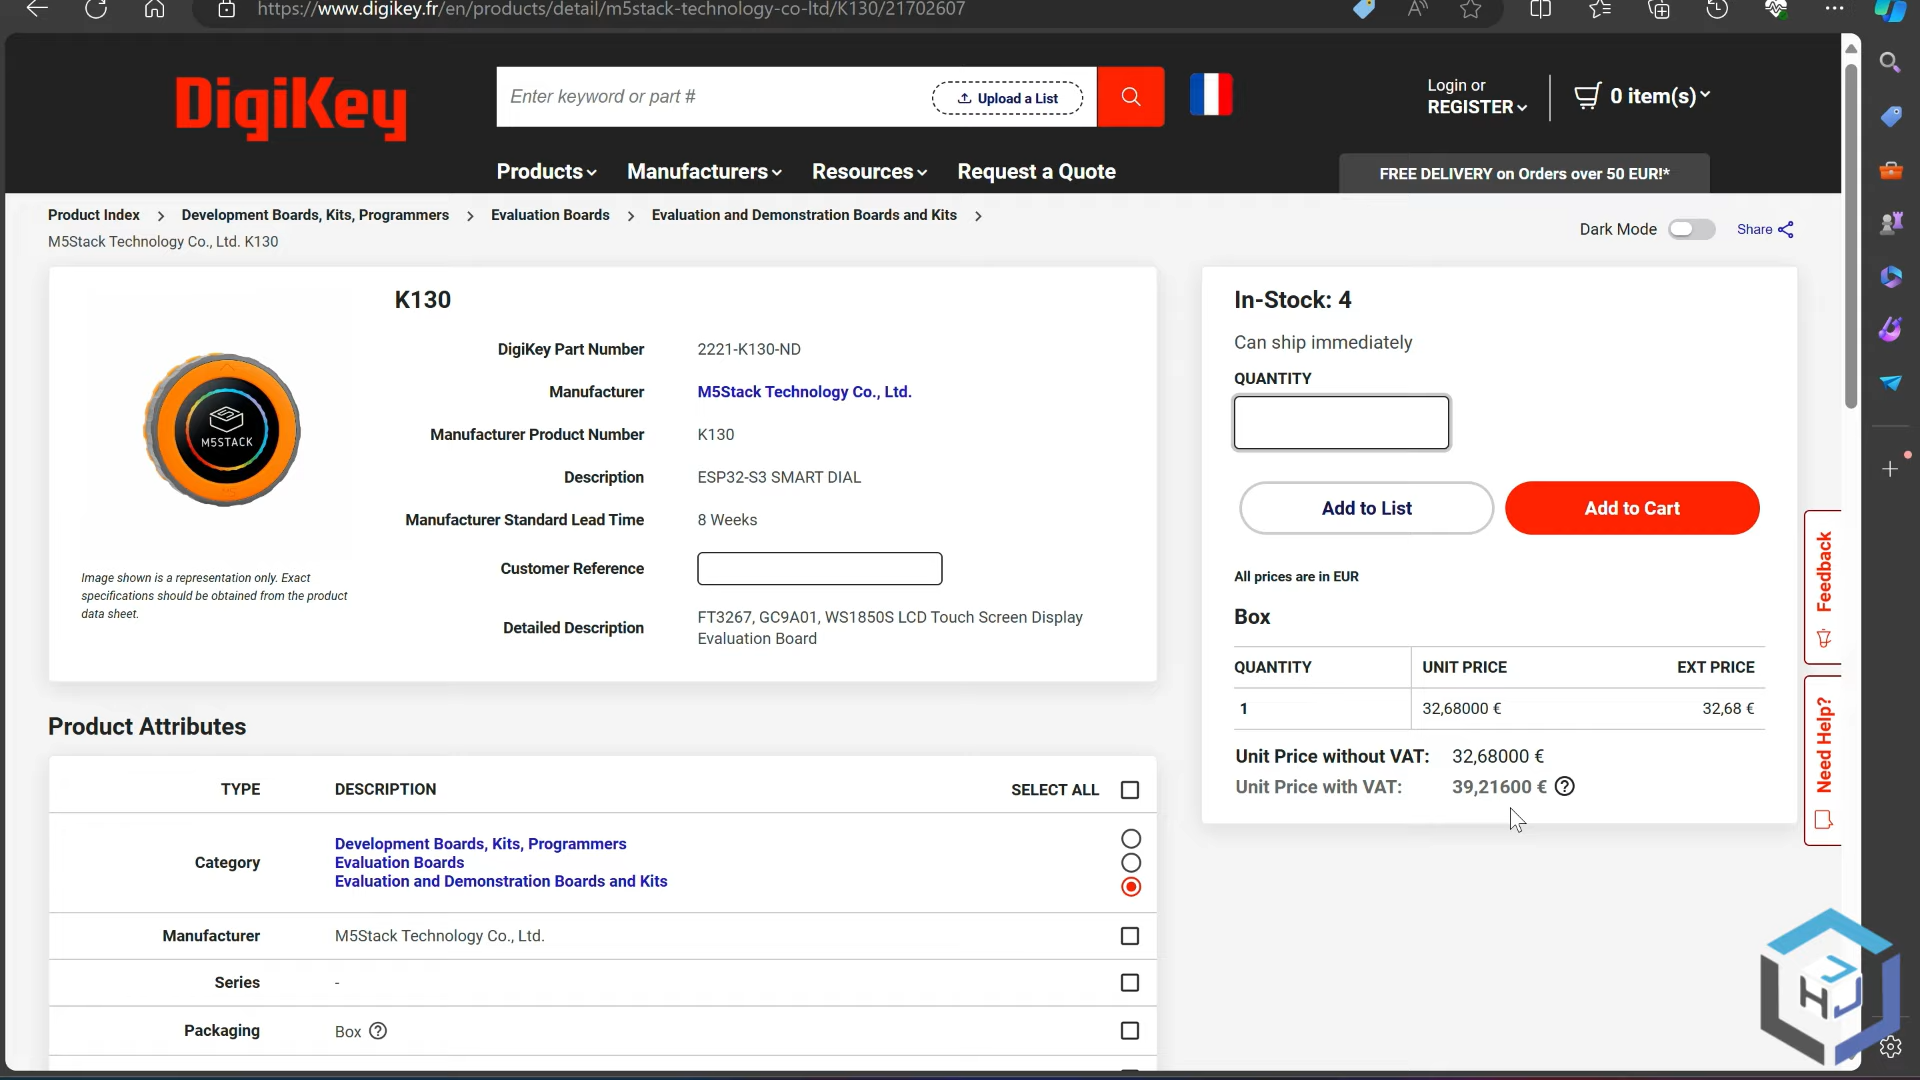 https://www.digikey.fr/en/products/detail/m5stack-technology-co-ltd/K130/21702607
DigiKey
Enter keyword or part #
Upload a List
Login or
REGISTER
0 item(s)
Products
Manufacturers
Resources
Request a Quote
FREE DELIVERY on Orders over 50 EUR!*
Product Index > Development Boards, Kits, Programmers > Evaluation Boards > Evaluation and Demonstration Boards and Kits >
M5Stack Technology Co., Ltd. K130
Dark Mode
Share
M5STACK
Image shown is a representation only. Exact
specifications should be obtained from the product
data sheet.
K130
DigiKey Part Number 2221-K130-ND
Manufacturer M5Stack Technology Co., Ltd.
Manufacturer Product Number K130
Description ESP32-S3 SMART DIAL
Manufacturer Standard Lead Time 8 Weeks
Customer Reference
Detailed Description FT3267, GC9A01, WS1850S LCD Touch Screen Display
Evaluation Board
In-Stock: 4
Can ship immediately
QUANTITY
Add to List
Add to Cart
All prices are in EUR
Box
QUANTITY UNIT PRICE EXT PRICE
1 32,68000 € 32,68 €
Unit Price without VAT: 32,68000 €
Unit Price with VAT: 39,21600 € ?
Feedback
Need Help?
Product Attributes
TYPE DESCRIPTION SELECT ALL
Category Development Boards, Kits, Programmers
Evaluation Boards
Evaluation and Demonstration Boards and Kits
Manufacturer M5Stack Technology Co., Ltd.
Series -
Packaging Box ?
HJ